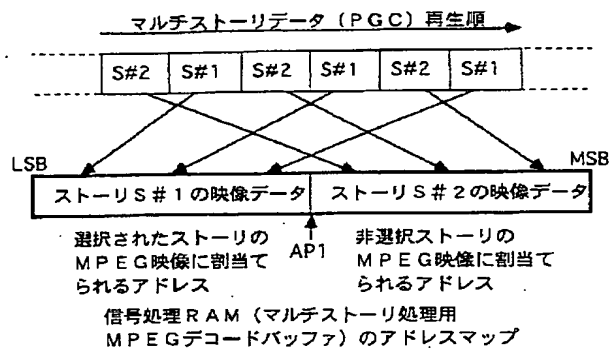 マルチストーリデータ（ＰＧＣ）再生順
S#2 S#1 S#2 S#1 S#2 S#1
LSB MSB
ストーリＳ＃１の映像データ ストーリＳ＃２の映像データ
選択されたストーリの
ＭＰＥＧ映像に割当て
られるアドレス
AP1
非選択ストーリの
ＭＰＥＧ映像に割当て
られるアドレス
信号処理ＲＡＭ（マルチストーリ処理用
ＭＰＥＧデコードバッファ）のアドレスマップ